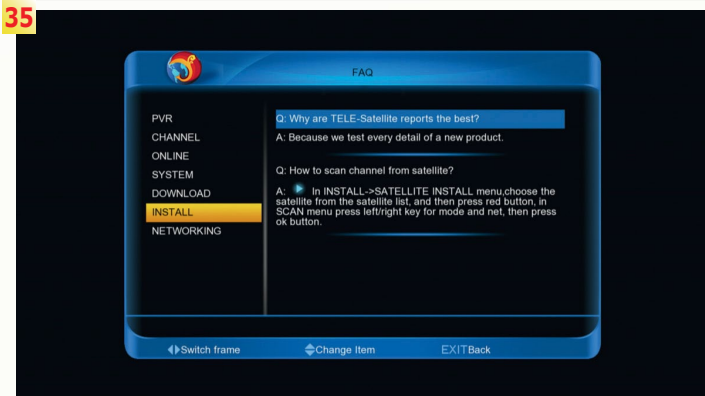 35
FAQ
PVR
CHANNEL
ONLINE
SYSTEM
DOWNLOAD
INSTALL
NETWORKING
Q: Why are TELE-Satellite reports the best?
A: Because we test every detail of a new product.
Q: How to scan channel from satellite?
A: In INSTALL->SATELLITE INSTALL menu,choose the
satellite from the satellite list, and then press red button, in
SCAN menu press left/right key for mode and net, then press
ok button.
Switch frame
Change Item
EXITBack